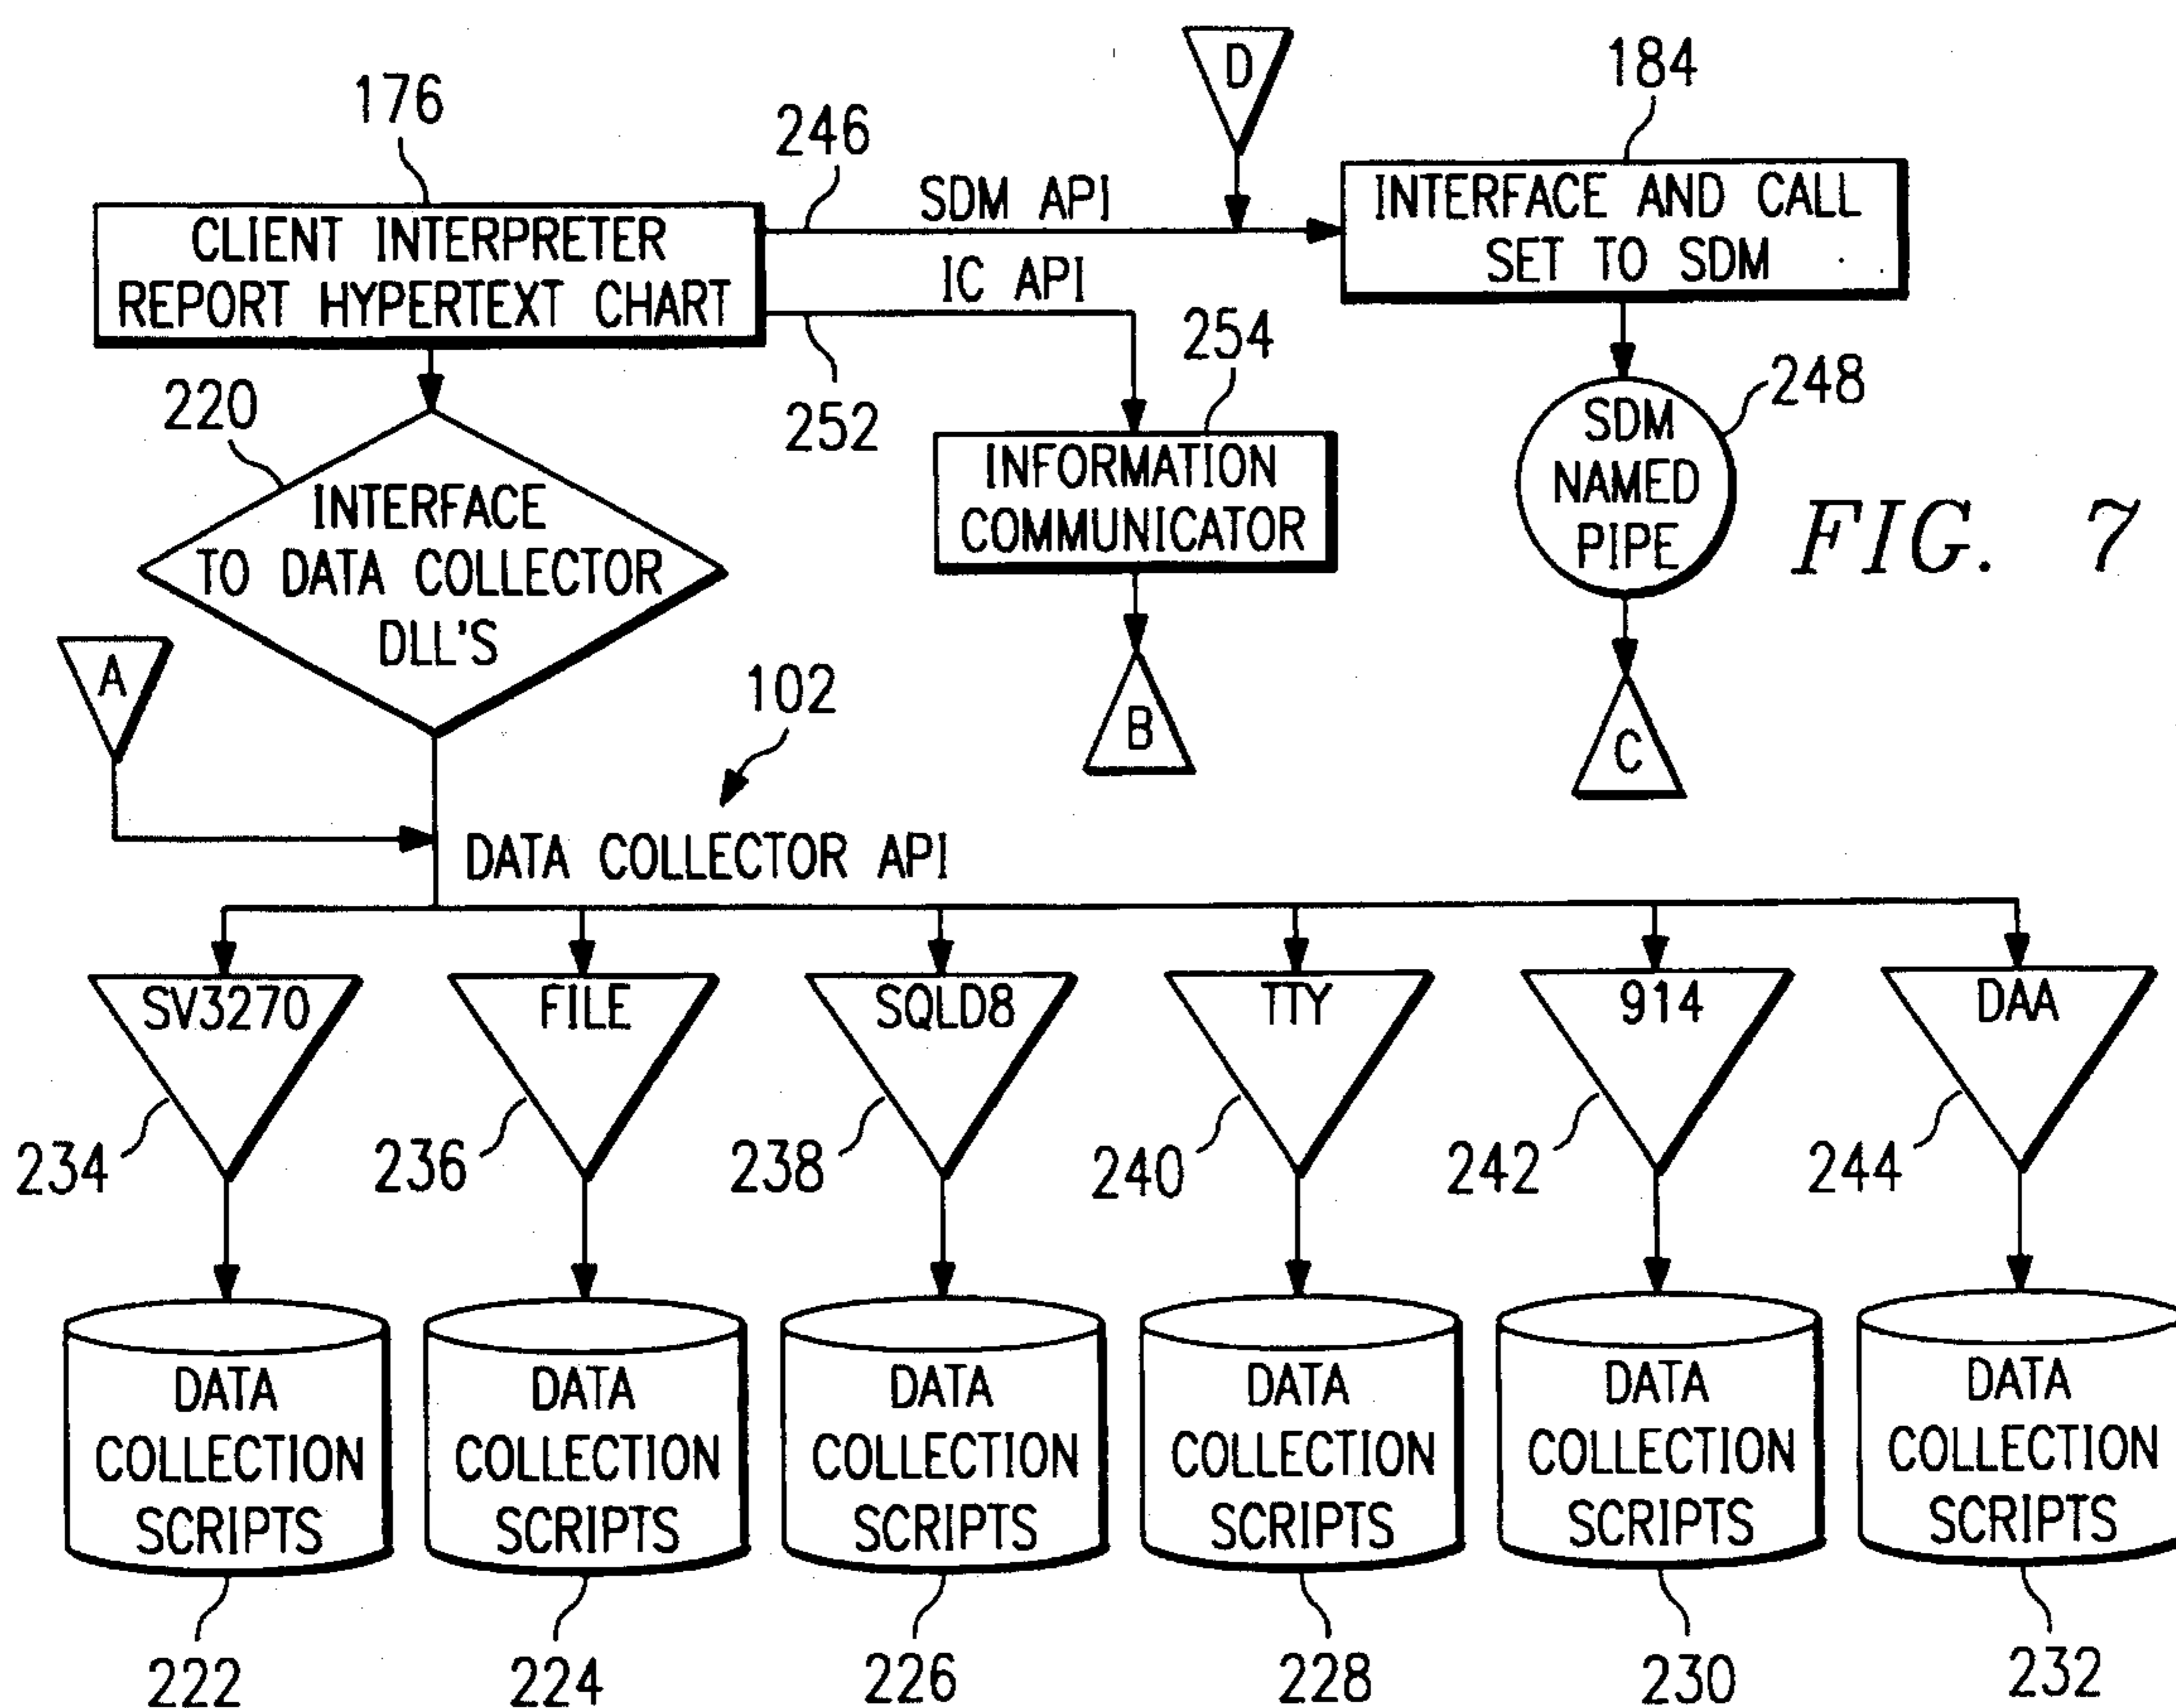 D
184
176
246
SDM API
INTERFACE AND CALL
SET TO SDM
CLIENT INTERPRETER
REPORT HYPERTEXT CHART
IC API
254
252
220
248
SDM
NAMED
PIPE
INFORMATION
COMMUNICATOR
FIG. 7
INTERFACE
TO DATA COLLECTOR
DLL'S
A
102
B
C
DATA COLLECTOR API
SV3270
FILE
SQLD8
TTY
914
DAA
234
236
238
240
242
244
DATA
COLLECTION
SCRIPTS
DATA
COLLECTION
SCRIPTS
DATA
COLLECTION
SCRIPTS
DATA
COLLECTION
SCRIPTS
DATA
COLLECTION
SCRIPTS
DATA
COLLECTION
SCRIPTS
222
224
226
228
230
232